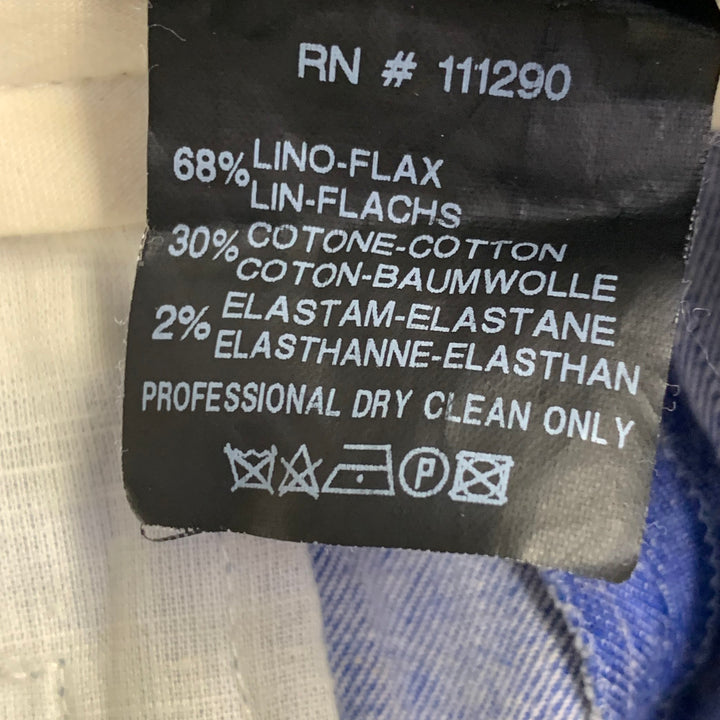 RN # 111290
68% LINO-FLAX
LIN-FLACHS
30% COTONE-COTTON
COTON-BAUMWOLLE
2% ELASTAM-ELASTANE
ELASTHANNE-ELASTHAN
PROFESSIONAL DRY CLEAN ONLY
P